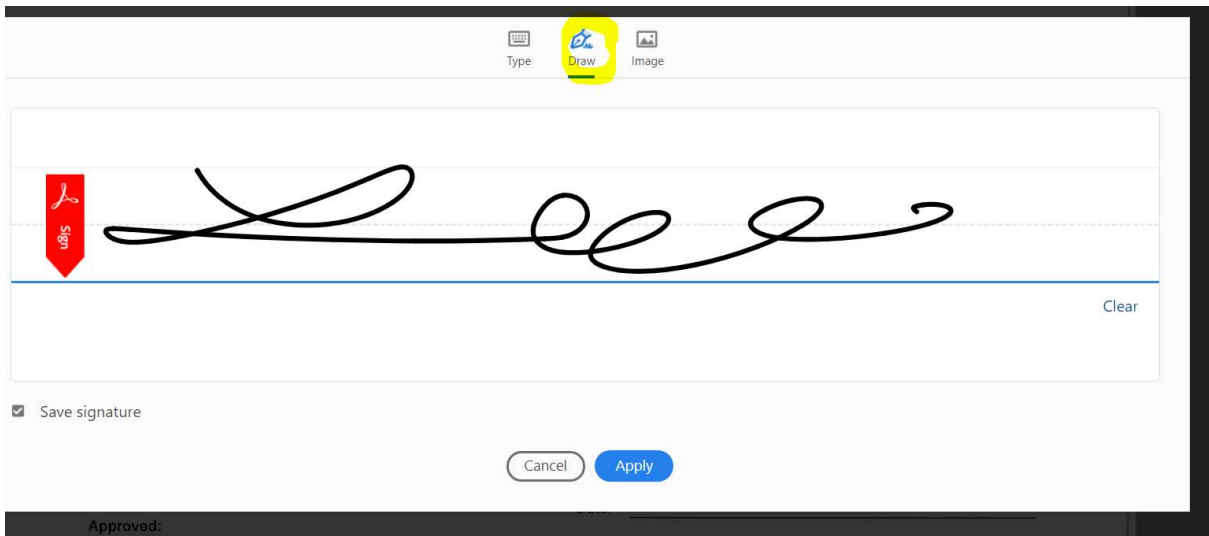 Type Draw Image
Sign
Clear
Save signature
Cancel Apply
Approved: